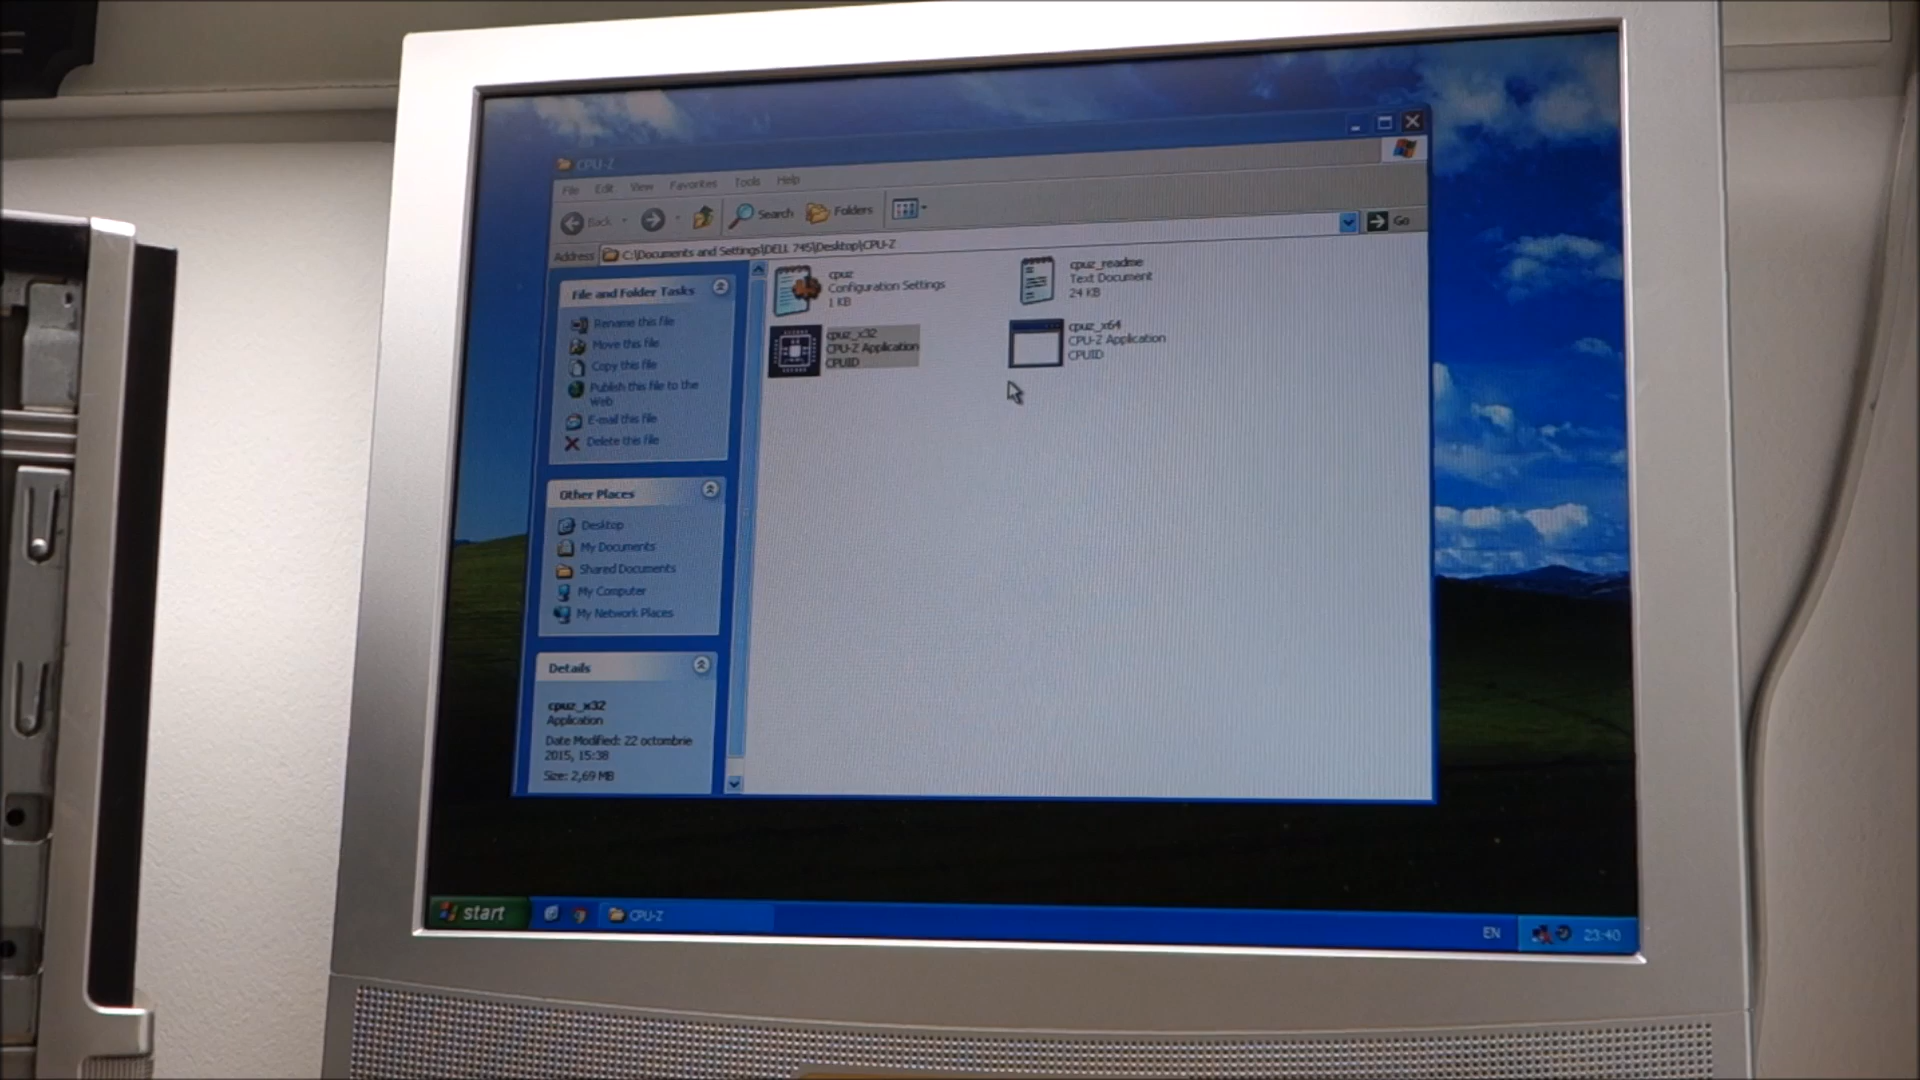 CPU-Z
File Edit View Favorites Tools Help
Back Search Folders
Address C:\Documents and Settings\DELL 745\Desktop\CPU-Z Go
File and Folder Tasks
Rename this file
Move this file
Copy this file
Publish this file to the
Web
E-mail this file
Delete this file
Other Places
Desktop
My Documents
Shared Documents
My Computer
My Network Places
Details
cpuz_x32
Application
Date Modified: 22 octombrie
2015, 15:38
Size: 2,69 MB
cpuz
Configuration Settings
1 KB
cpuz_readme
Text Document
24 KB
cpuz_x32
CPU-Z Application
CPUID
cpuz_x64
CPU-Z Application
CPUID
start CPU-Z EN 23:40